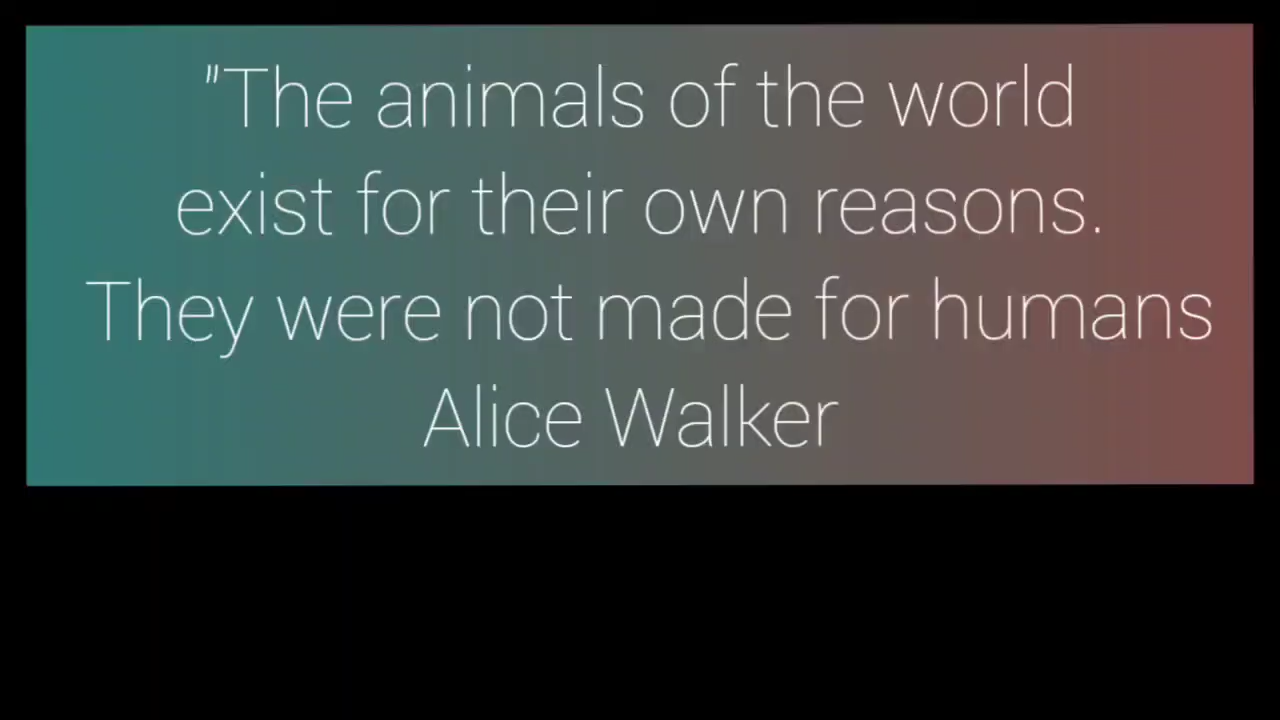 "The animals of the world
exist for their own reasons.
They were not made for humans
Alice Walker